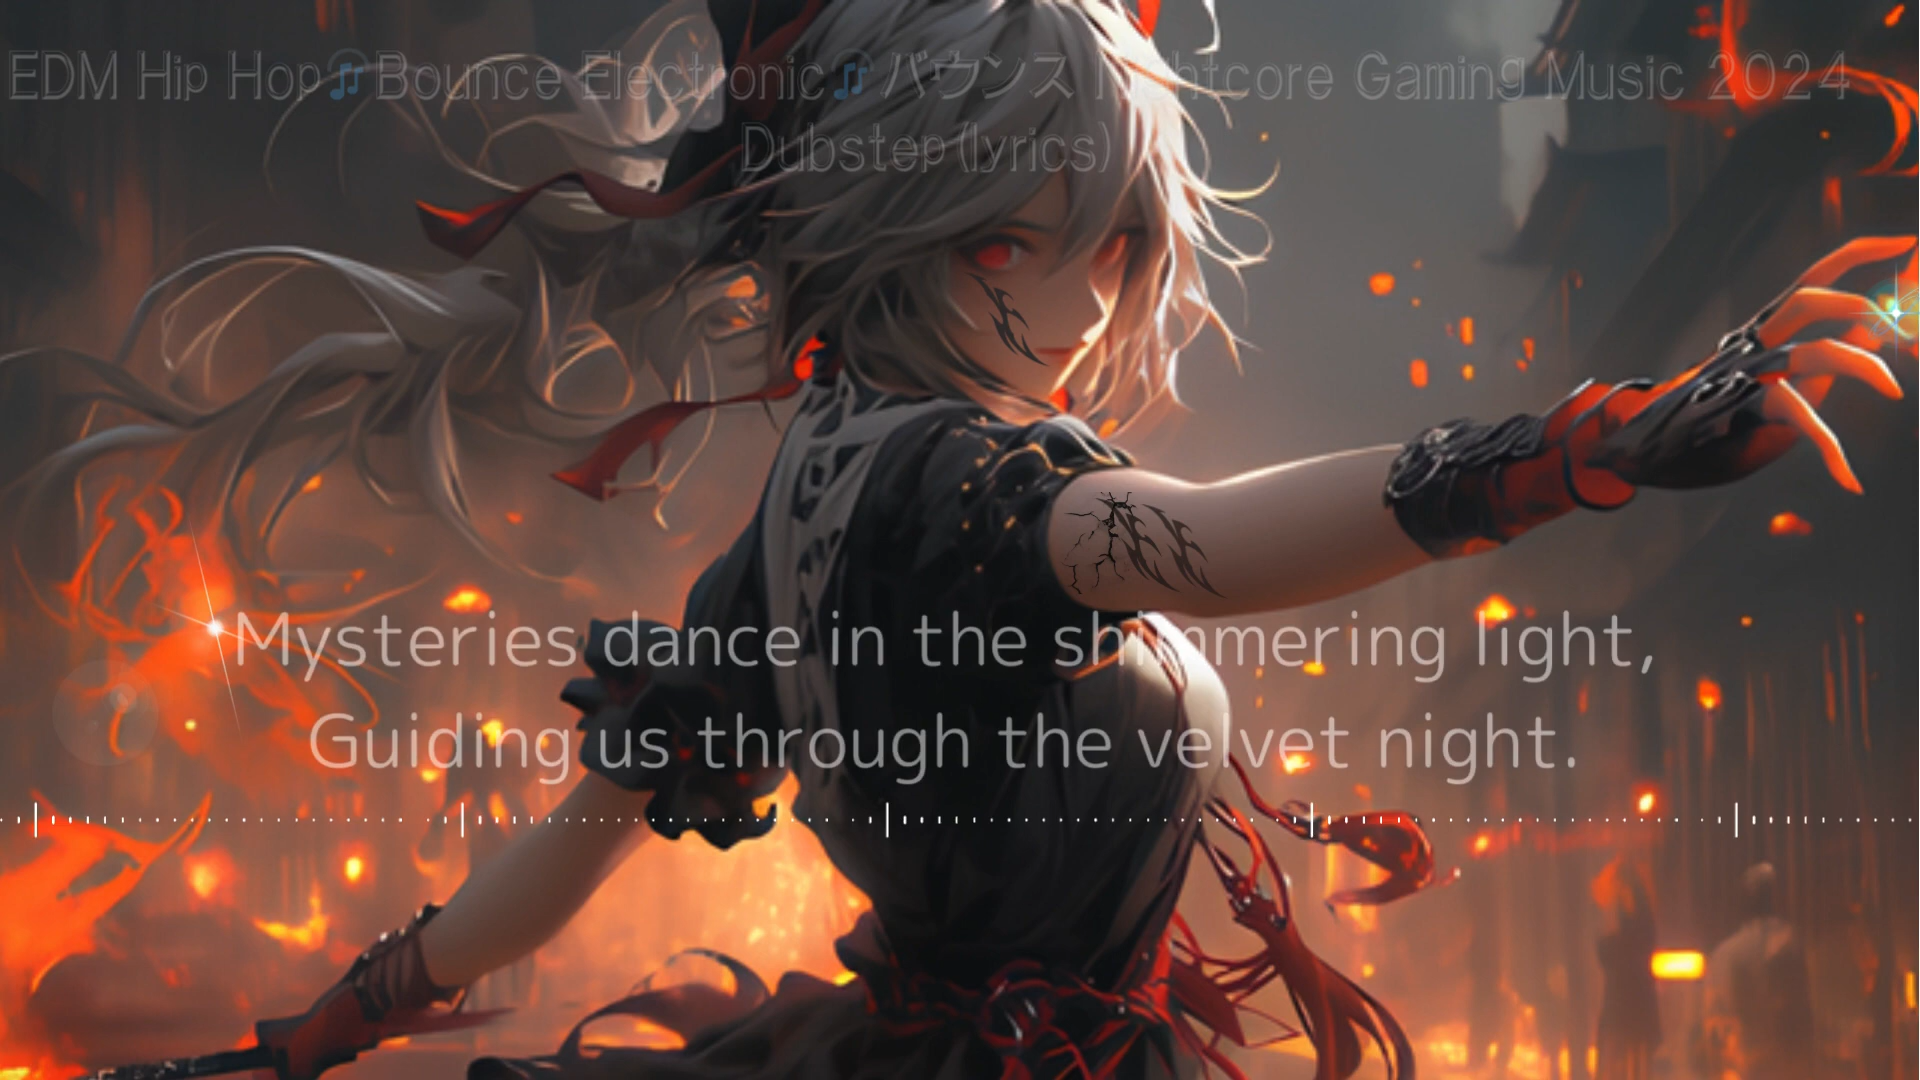 EDM Hip Hop🎵Bounce Electronic🎵バウンス Nightcore Gaming Music 2024
Dubstep (lyrics)
Mysteries dance in the shimmering light,
Guiding us through the velvet night.